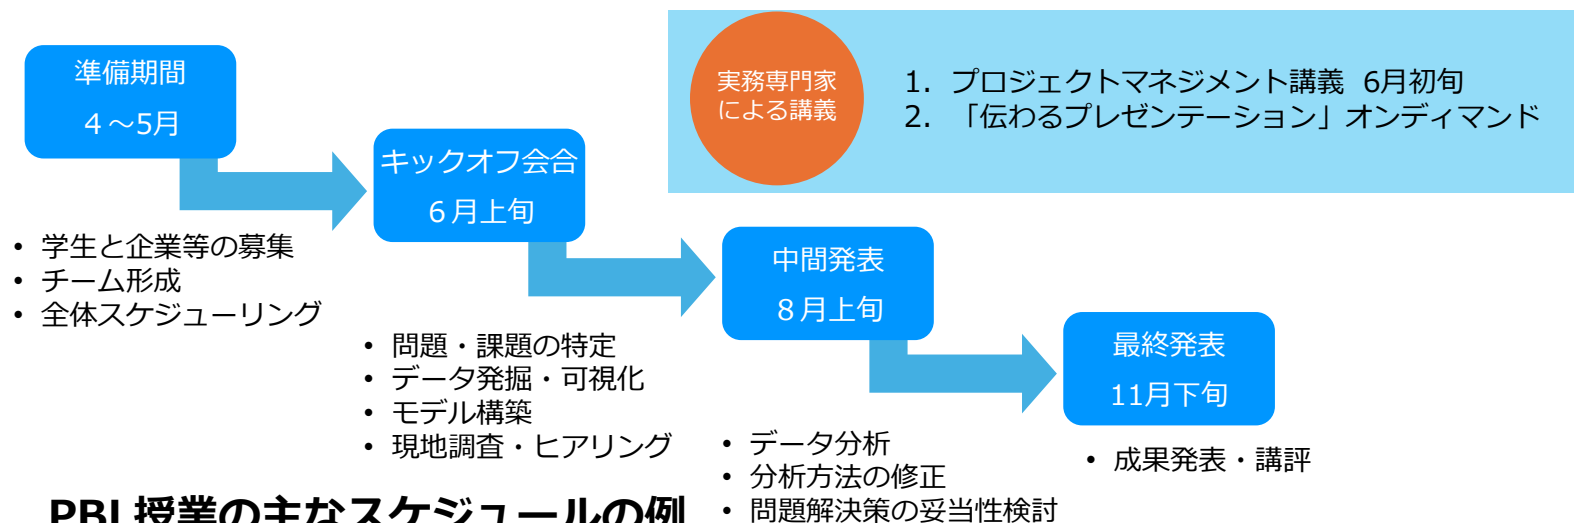 準備期間
４～5月
実務専門家
による講義
1. プロジェクトマネジメント講義 6月初旬
2. 「伝わるプレゼンテーション」オンディマンド
キックオフ会合
６月上旬
• 学生と企業等の募集
• チーム形成
• 全体スケジューリング
中間発表
８月上旬
• 問題・課題の特定
• データ発掘・可視化
• モデル構築
• 現地調査・ヒアリング
最終発表
11月下旬
• データ分析
• 分析方法の修正
• 問題解決策の妥当性検討
• 成果発表・講評
PBL授業の主なスケジュールの例